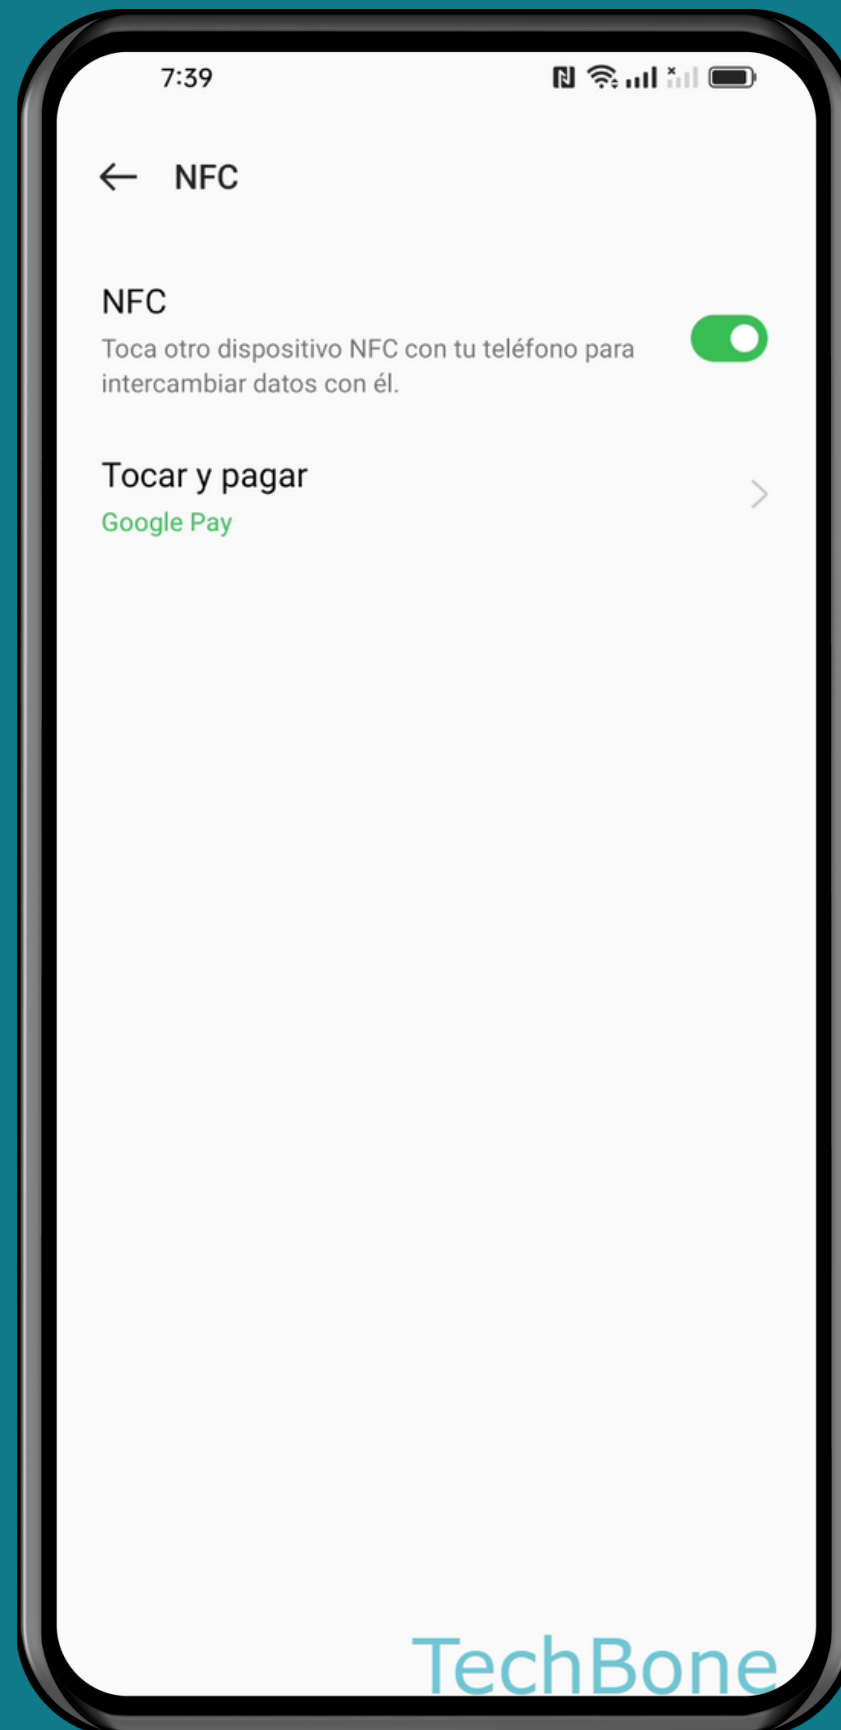 7:39
NFC
NFC
Toca otro dispositivo NFC con tu teléfono para
intercambiar datos con él.
Tocar y pagar
Google Pay
TechBone